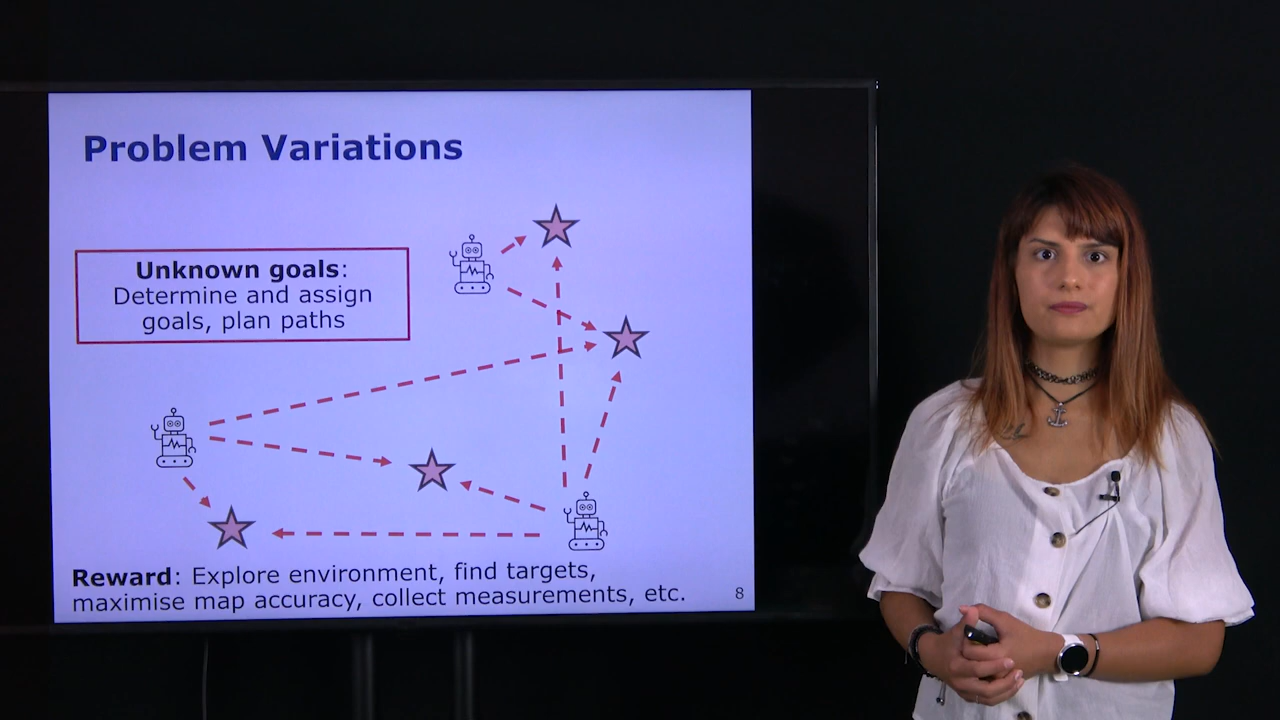 Problem Variations
Unknown goals:
Determine and assign
goals, plan paths
Reward: Explore environment, find targets,
maximise map accuracy, collect measurements, etc.
8